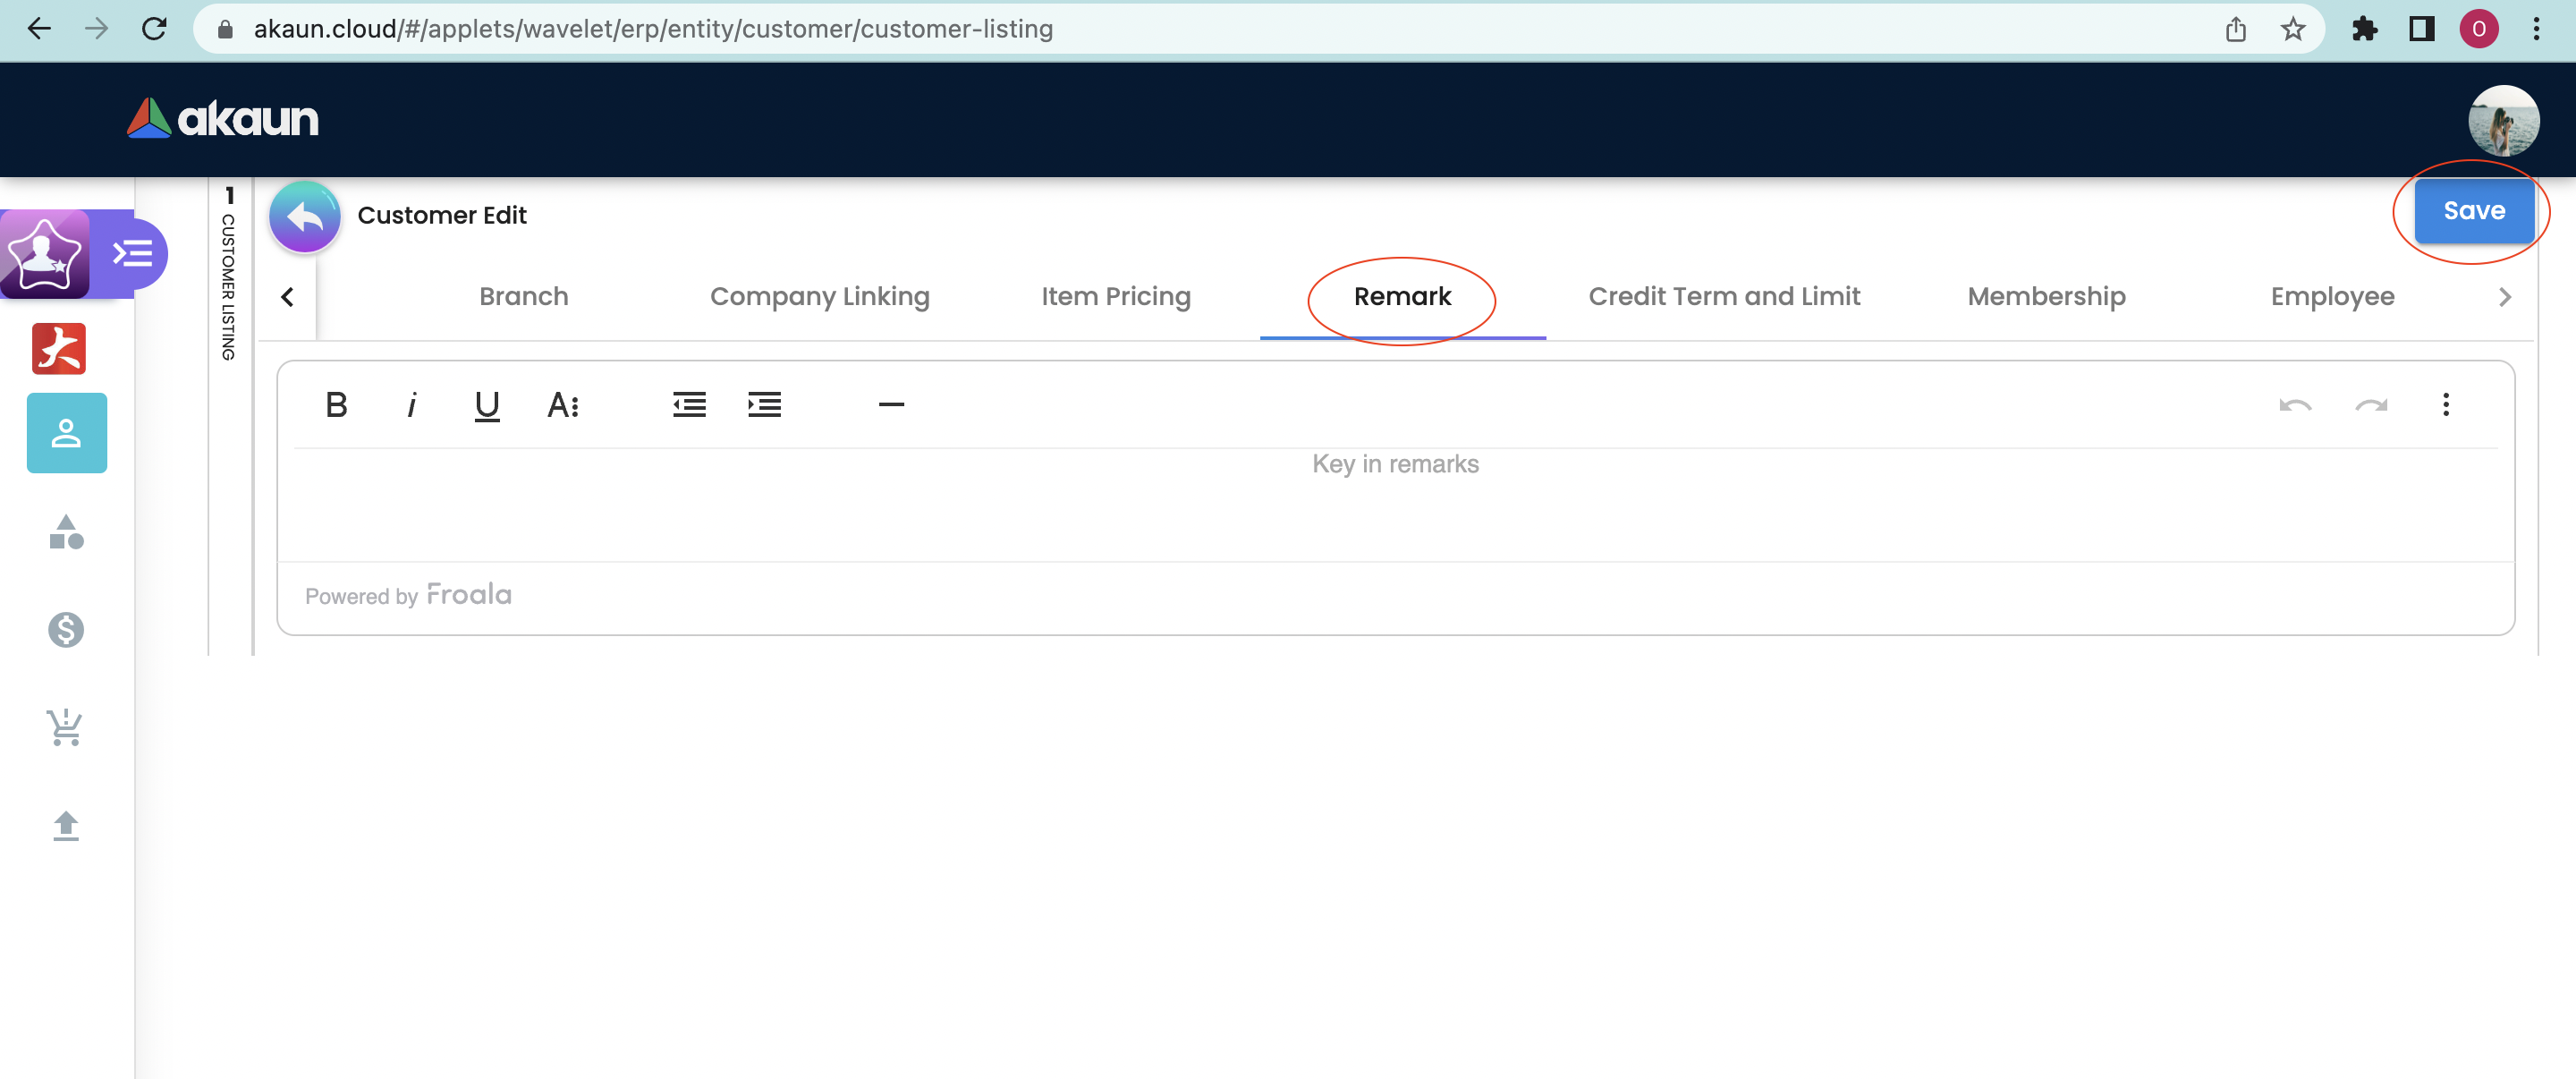 akaun.cloud/#/applets/wavelet/erp/entity/customer/customer-listing
O
akaun
1
CUSTOMER LISTING
Customer Edit
Save
Branch
Company Linking
Item Pricing
Remark
Credit Term and Limit
Membership
Employee
B i U A
Key in remarks
Powered by Froala